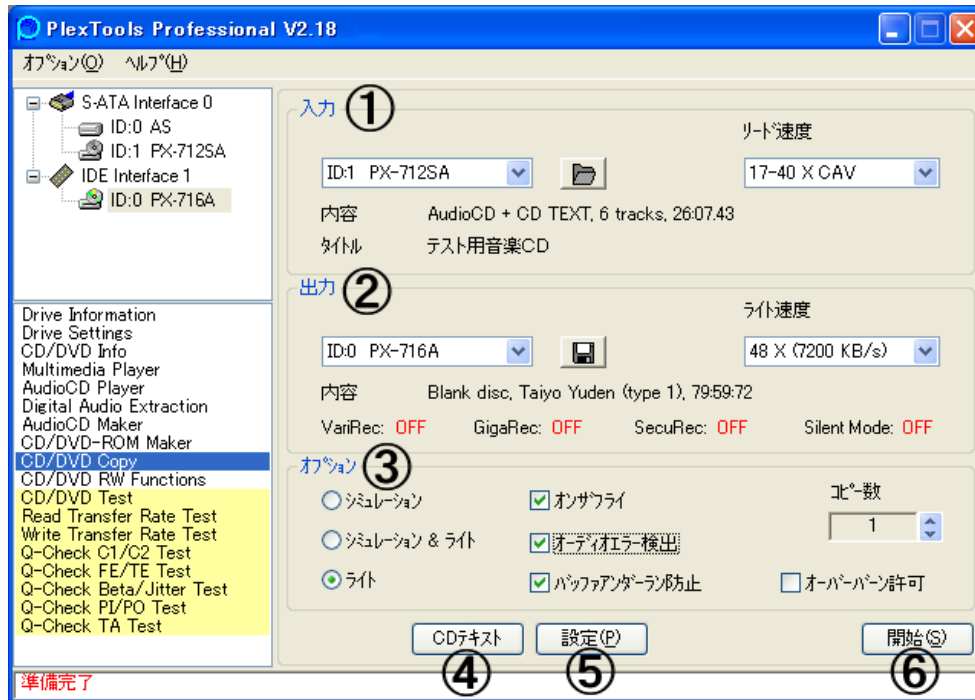 PlexTools Professional V2.18
ｵﾌﾟｼｮﾝ(O) ﾍﾙﾌﾟ(H)
S-ATA Interface 0
ID:0 AS
ID:1 PX-712SA
IDE Interface 1
ID:0 PX-716A
Drive Information
Drive Settings
CD/DVD Info
Multimedia Player
AudioCD Player
Digital Audio Extraction
AudioCD Maker
CD/DVD-ROM Maker
CD/DVD Copy
CD/DVD RW Functions
CD/DVD Test
Read Transfer Rate Test
Write Transfer Rate Test
Q-Check C1/C2 Test
Q-Check FE/TE Test
Q-Check Beta/Jitter Test
Q-Check PI/PO Test
Q-Check TA Test
入力 ①
ﾘｰﾄﾞ速度
ID:1 PX-712SA
17-40 X CAV
内容 AudioCD + CD TEXT, 6 tracks, 26:07.43
ﾀｲﾄﾙ テスト用音楽CD
出力 ②
ﾗｲﾄ速度
ID:0 PX-716A
48 X (7200 KB/s)
内容 Blank disc, Taiyo Yuden (type 1), 79:59:72
VariRec: OFF GigaRec: OFF SecuRec: OFF Silent Mode: OFF
ｵﾌﾟｼｮﾝ ③
ｼﾐｭﾚｰｼｮﾝ ｵﾝｻﾞﾌﾗｲ ｺﾋﾟｰ数
ｼﾐｭﾚｰｼｮﾝ & ﾗｲﾄ ｵｰﾃﾞｨｵｴﾗｰ検出 1
ﾗｲﾄ ﾊﾞｯﾌｧｱﾝﾀﾞｰﾗﾝ防止 ｵｰﾊﾞｰﾊﾞｰﾝ許可
CDﾃｷｽﾄ 設定(P) 開始(S)
④ ⑤ ⑥
準備完了